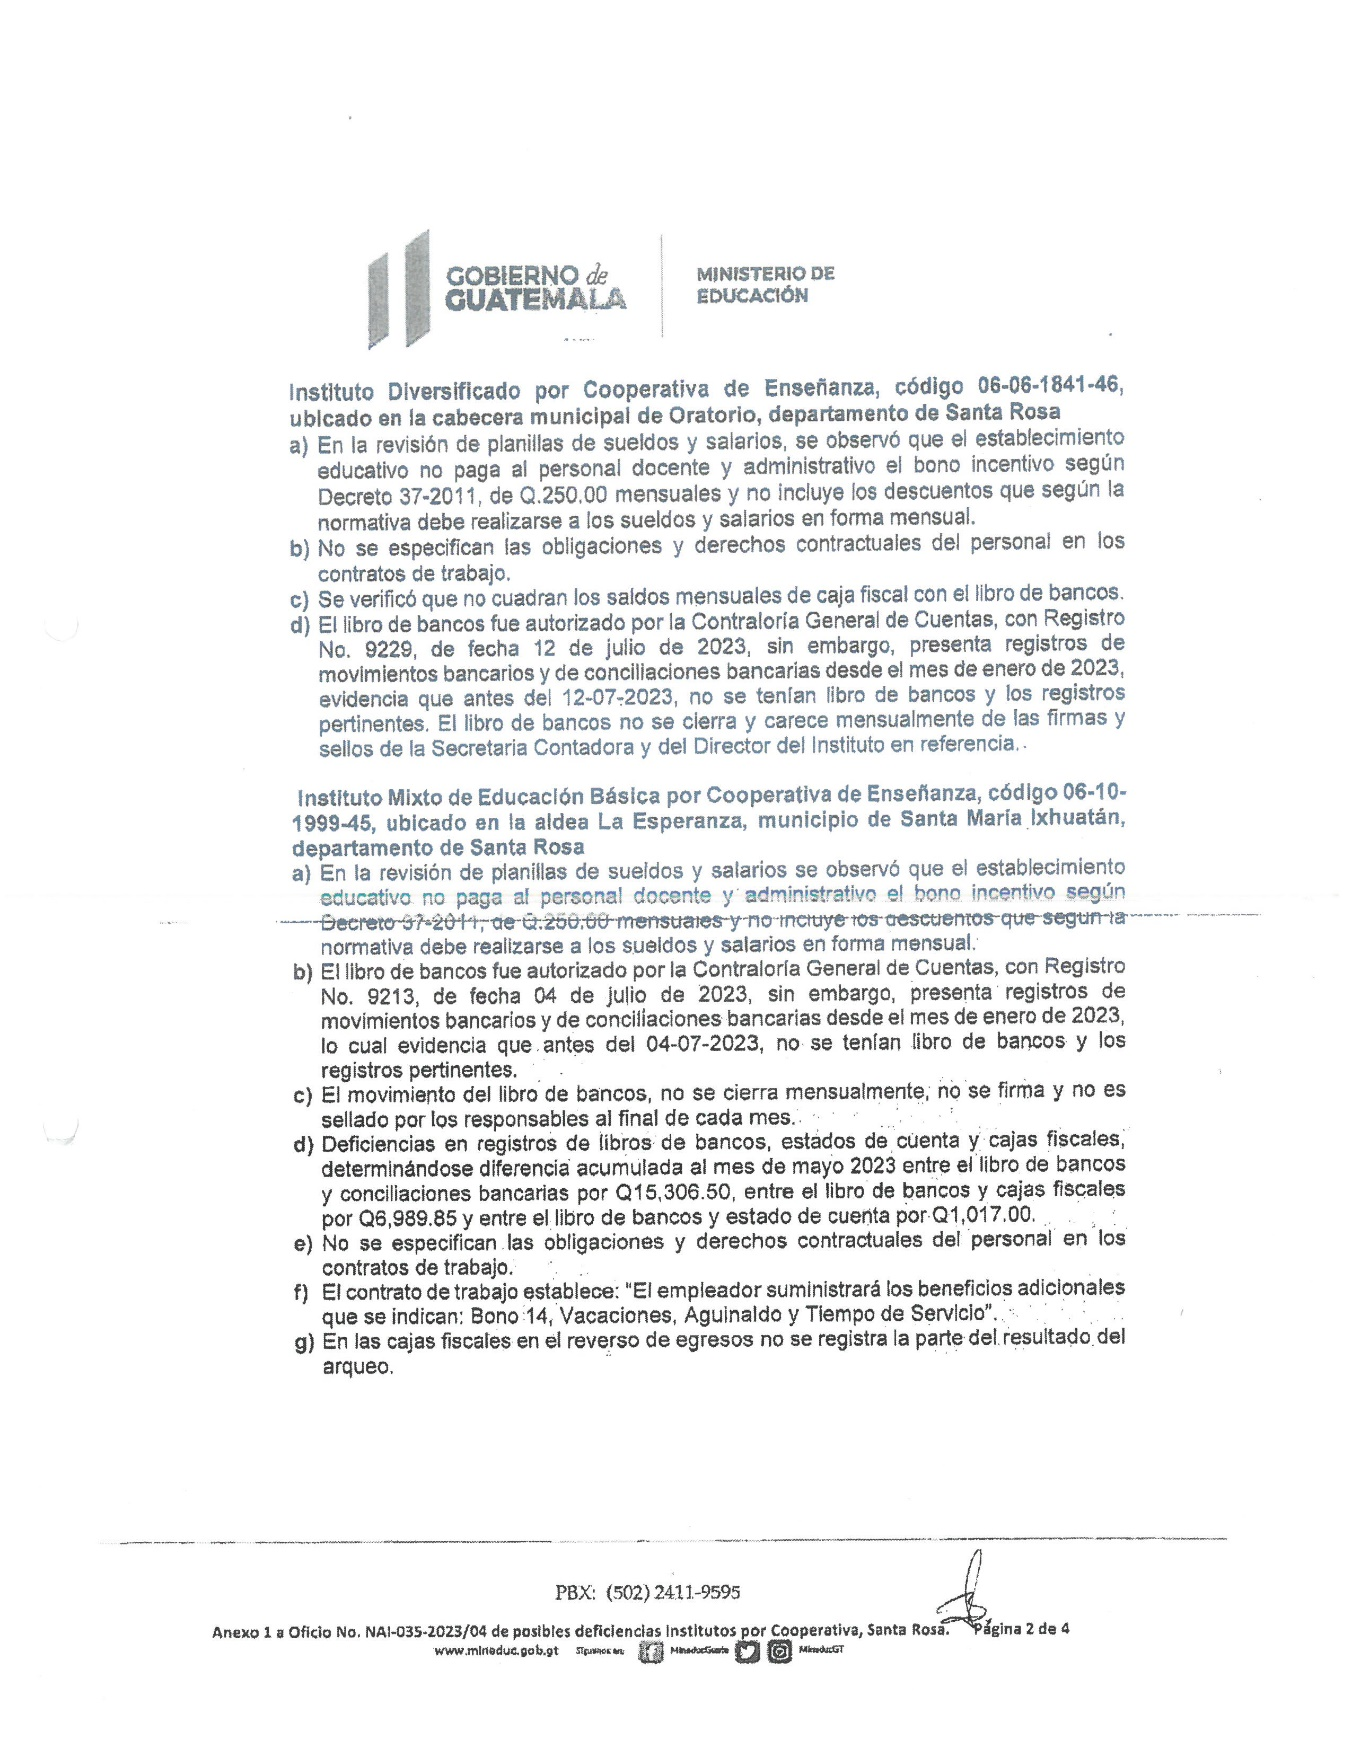 GOBIERNO de
GUATEMALA
MINISTERIO DE
EDUCACIÓN
Instituto Diversificado por Cooperativa de Enseñanza, código 06-06-1841-46,
ubicado en la cabecera municipal de Oratorio, departamento de Santa Rosa
a) En la revisión de planillas de sueldos y salarios, se observó que el establecimiento
educativo no paga al personal docente y administrativo el bono incentivo según
Decreto 37-2011, de Q.250.00 mensuales y no incluye los descuentos que según la
normativa debe realizarse a los sueldos y salarios en forma mensual.
b) No se especifican las obligaciones y derechos contractuales del personal en los
contratos de trabajo.
c) Se verificó que no cuadran los saldos mensuales de caja fiscal con el libro de bancos.
d) El libro de bancos fue autorizado por la Contraloría General de Cuentas, con Registro
No. 9229, de fecha 12 de julio de 2023, sin embargo, presenta registros de
movimientos bancarios y de conciliaciones bancarias desde el mes de enero de 2023,
evidencia que antes del 12-07-2023, no se tenían libro de bancos y los registros
pertinentes. El libro de bancos no se cierra y carece mensualmente de las firmas y
sellos de la Secretaria Contadora y del Director del Instituto en referencia.
Instituto Mixto de Educación Básica por Cooperativa de Enseñanza, código 06-10-
1999-45, ubicado en la aldea La Esperanza, municipio de Santa María Ixhuatán,
departamento de Santa Rosa
a) En la revisión de planillas de sueldos y salarios se observó que el establecimiento
educativo no paga al personal docente y administrativo el bono incentivo según
Decreto 37-2011, de Q.250.00 mensuales y no incluye los descuentos que según la
normativa debe realizarse a los sueldos y salarios en forma mensual.
b) El libro de bancos fue autorizado por la Contraloría General de Cuentas, con Registro
No. 9213, de fecha 04 de julio de 2023, sin embargo, presenta registros de
movimientos bancarios y de conciliaciones bancarias desde el mes de enero de 2023,
lo cual evidencia que antes del 04-07-2023, no se tenían libro de bancos y los
registros pertinentes.
c) El movimiento del libro de bancos, no se cierra mensualmente, no se firma y no es
sellado por los responsables al final de cada mes.
d) Deficiencias en registros de libros de bancos, estados de cuenta y cajas fiscales,
determinándose diferencia acumulada al mes de mayo 2023 entre el libro de bancos
y conciliaciones bancarias por Q15,306.50, entre el libro de bancos y cajas fiscales
por Q6,989.85 y entre el libro de bancos y estado de cuenta por Q1,017.00.
e) No se especifican las obligaciones y derechos contractuales del personal en los
contratos de trabajo.
f) El contrato de trabajo establece: "El empleador suministrará los beneficios adicionales
que se indican: Bono 14, Vacaciones, Aguinaldo y Tiempo de Servicio".
g) En las cajas fiscales en el reverso de egresos no se registra la parte del resultado del
arqueo.
PBX: (502) 2411-9595
Anexo 1 a Oficio No. NAI-035-2023/04 de posibles deficiencias Institutos por Cooperativa, Santa Rosa. Página 2 de 4
www.mineduc.gob.gt Síguenos en: MineducGuate MineducGT